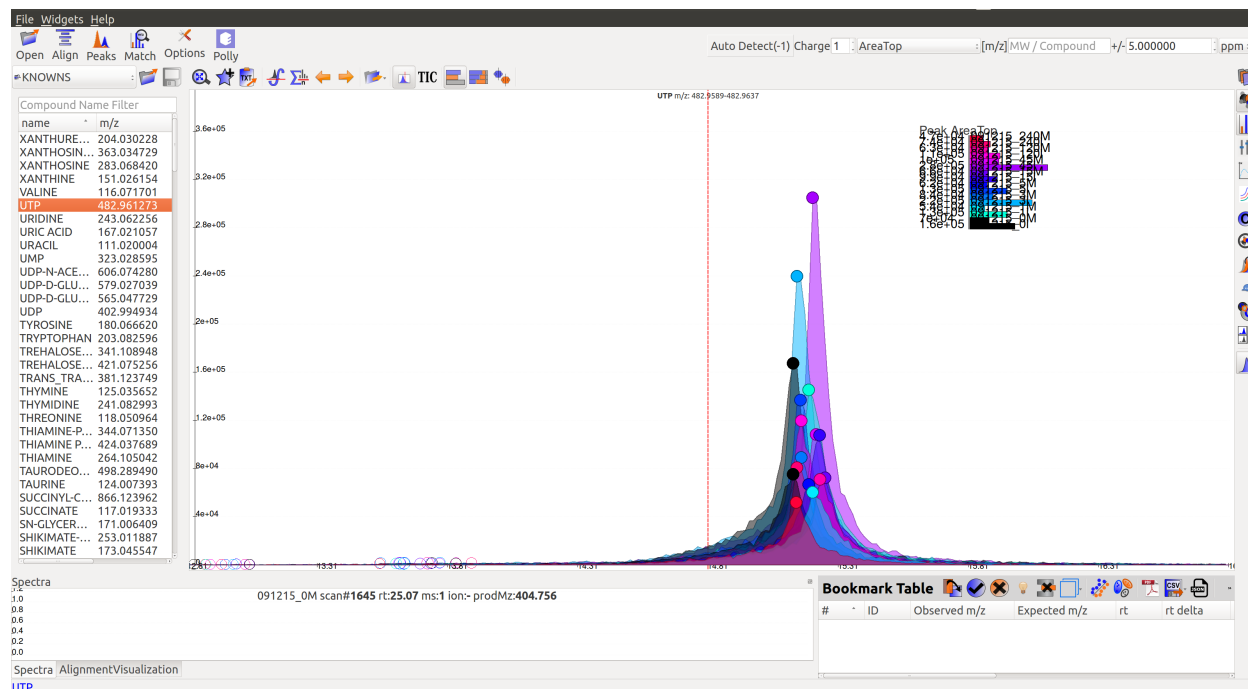 File Widgets Help
Open Align Peaks Match Options Polly
Auto Detect(-1) Charge 1 AreaTop [m/z] MW / Compound +/- 5.000000 ppm
KNOWNS
TIC
Compound Name Filter
name m/z
XANTHURE... 204.030228
XANTHOSIN... 363.034729
XANTHOSINE 283.068420
XANTHINE 151.026154
VALINE 116.071701
UTP 482.961273
URIDINE 243.062256
URIC ACID 167.021057
URACIL 111.020004
UMP 323.028595
UDP-N-ACE... 606.074280
UDP-D-GLU... 579.027039
UDP-D-GLU... 565.047729
UDP 402.994934
TYROSINE 180.066620
TRYPTOPHAN 203.082596
TREHALOSE... 341.108948
TREHALOSE... 421.075256
TRANS_TRA... 381.123749
THYMINE 125.035652
THYMIDINE 241.082993
THREONINE 118.050964
THIAMINE-P... 344.071350
THIAMINE P... 424.037689
THIAMINE 264.105042
TAURODEO... 498.289490
TAURINE 124.007393
SUCCINYL-C... 866.123962
SUCCINATE 117.019333
SN-GLYCER... 171.006409
SHIKIMATE-... 253.011887
SHIKIMATE 173.045547
UTP m/z: 482.9589-482.9637
3.6e+05
3.2e+05
2.8e+05
2.4e+05
2e+05
1.6e+05
1.2e+05
8e+04
4e+04
13.31 13.81 14.31 14.81 15.31 15.81 16.31
Peak AreaTop
1.6e+05
Spectra
1.0
0.8
0.6
0.4
0.2
0.0
091215_0M scan#1645 rt:25.07 ms:1 ion:- prodMz:404.756
Spectra AlignmentVisualization
UTP
Bookmark Table
PDF CSV JSON
# ID Observed m/z Expected m/z rt rt delta